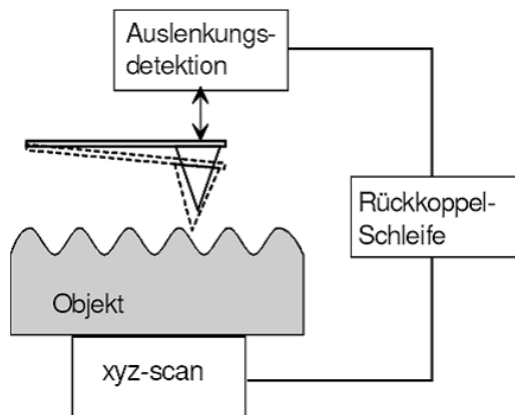 Auslenkungs-
detektion
Rückkoppel-
Schleife
Objekt
xyz-scan